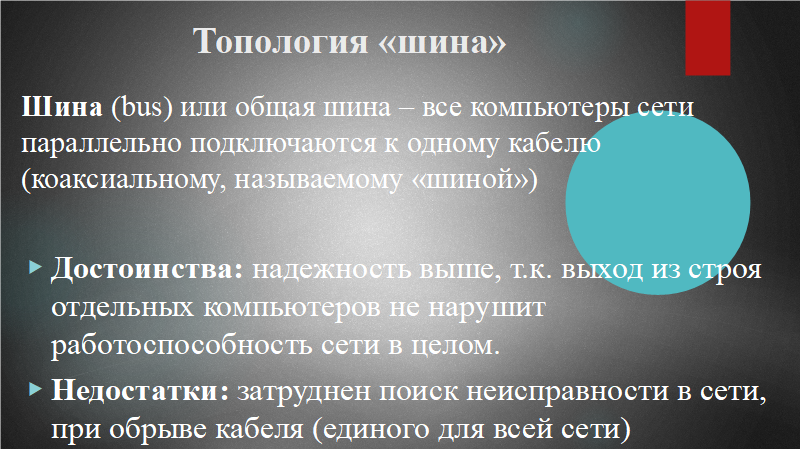 Топология «шина»
Шина (bus) или общая шина – все компьютеры сети
параллельно подключаются к одному кабелю
(коаксиальному, называемому «шиной»)
Достоинства: надежность выше, т.к. выход из строя
отдельных компьютеров не нарушит
работоспособность сети в целом.
Недостатки: затруднен поиск неисправности в сети,
при обрыве кабеля (единого для всей сети)